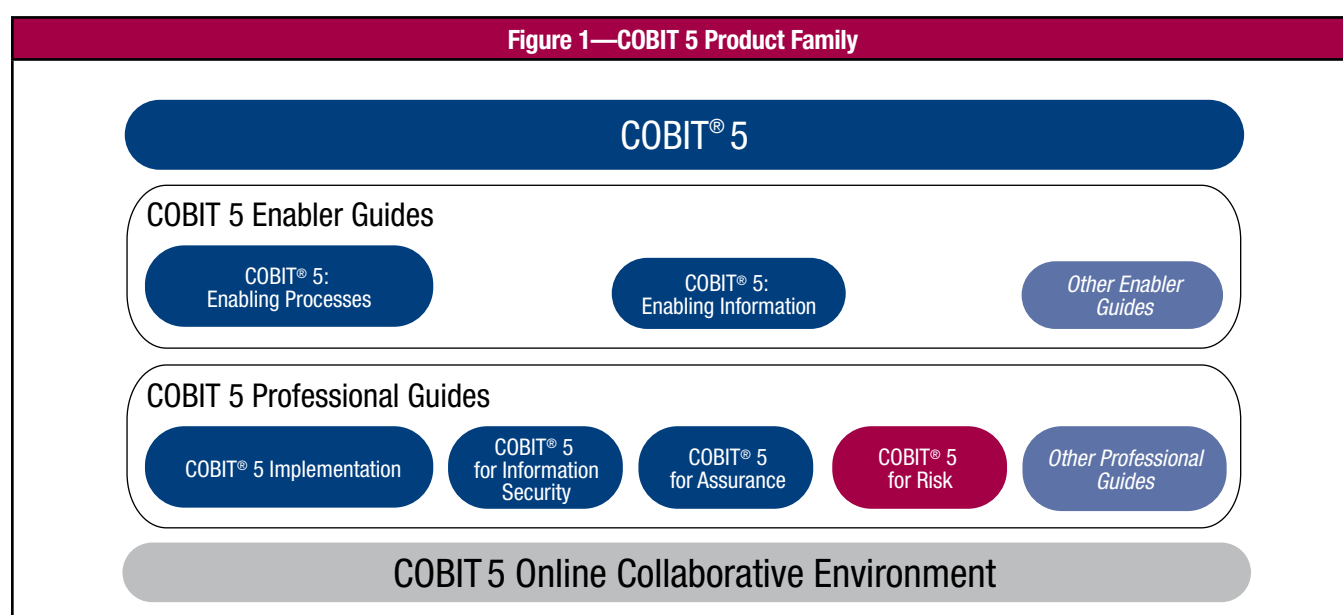 Figure 1—COBIT 5 Product Family
COBIT® 5
COBIT 5 Enabler Guides
COBIT® 5:
Enabling Processes
COBIT® 5:
Enabling Information
Other Enabler
Guides
COBIT 5 Professional Guides
COBIT® 5 Implementation
COBIT® 5
for Information
Security
COBIT® 5
for Assurance
COBIT® 5
for Risk
Other Professional
Guides
COBIT 5 Online Collaborative Environment